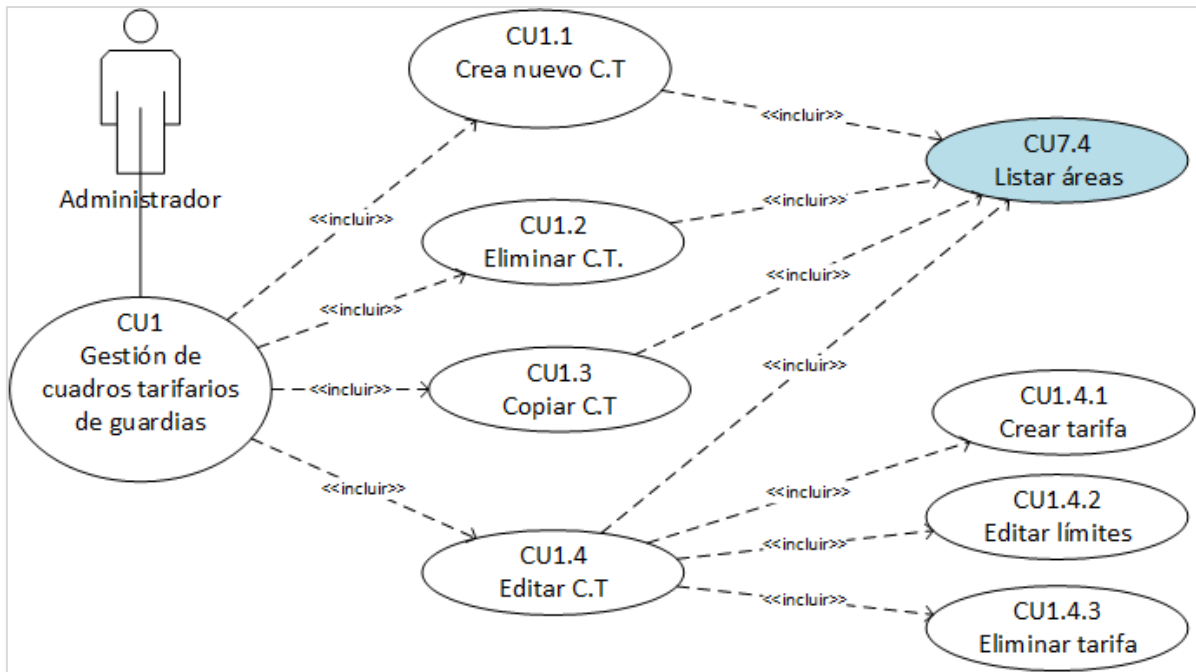 CU1.1
Crea nuevo C.T
<<incluir>>
CU7.4
Listar áreas
Administrador
<<incluir>>
CU1.2
Eliminar C.T.
<<incluir>>
<<incluir>>
CU1
Gestión de
cuadros tarifarios
de guardias
<<incluir>>
<<incluir>>
CU1.3
Copiar C.T
<<incluir>>
CU1.4.1
Crear tarifa
<<incluir>>
CU1.4
Editar C.T
<<incluir>>
CU1.4.2
Editar límites
<<incluir>>
CU1.4.3
Eliminar tarifa
<<incluir>>